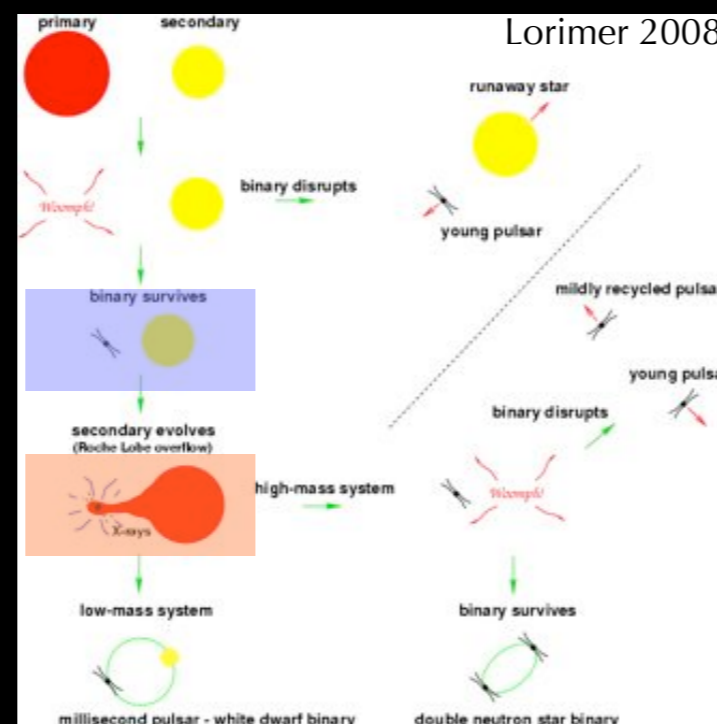 primary
secondary
Lorimer 2008
runaway star
Woomph!
binary disrupts
young pulsar
binary survives
mildly recycled pulsa
young pulsa
secondary evolves
(Roche Lobe overflow)
binary disrupts
X-rays
high-mass system
Woomph!
low-mass system
binary survives
millisecond pulsar - white dwarf binary
double neutron star binary